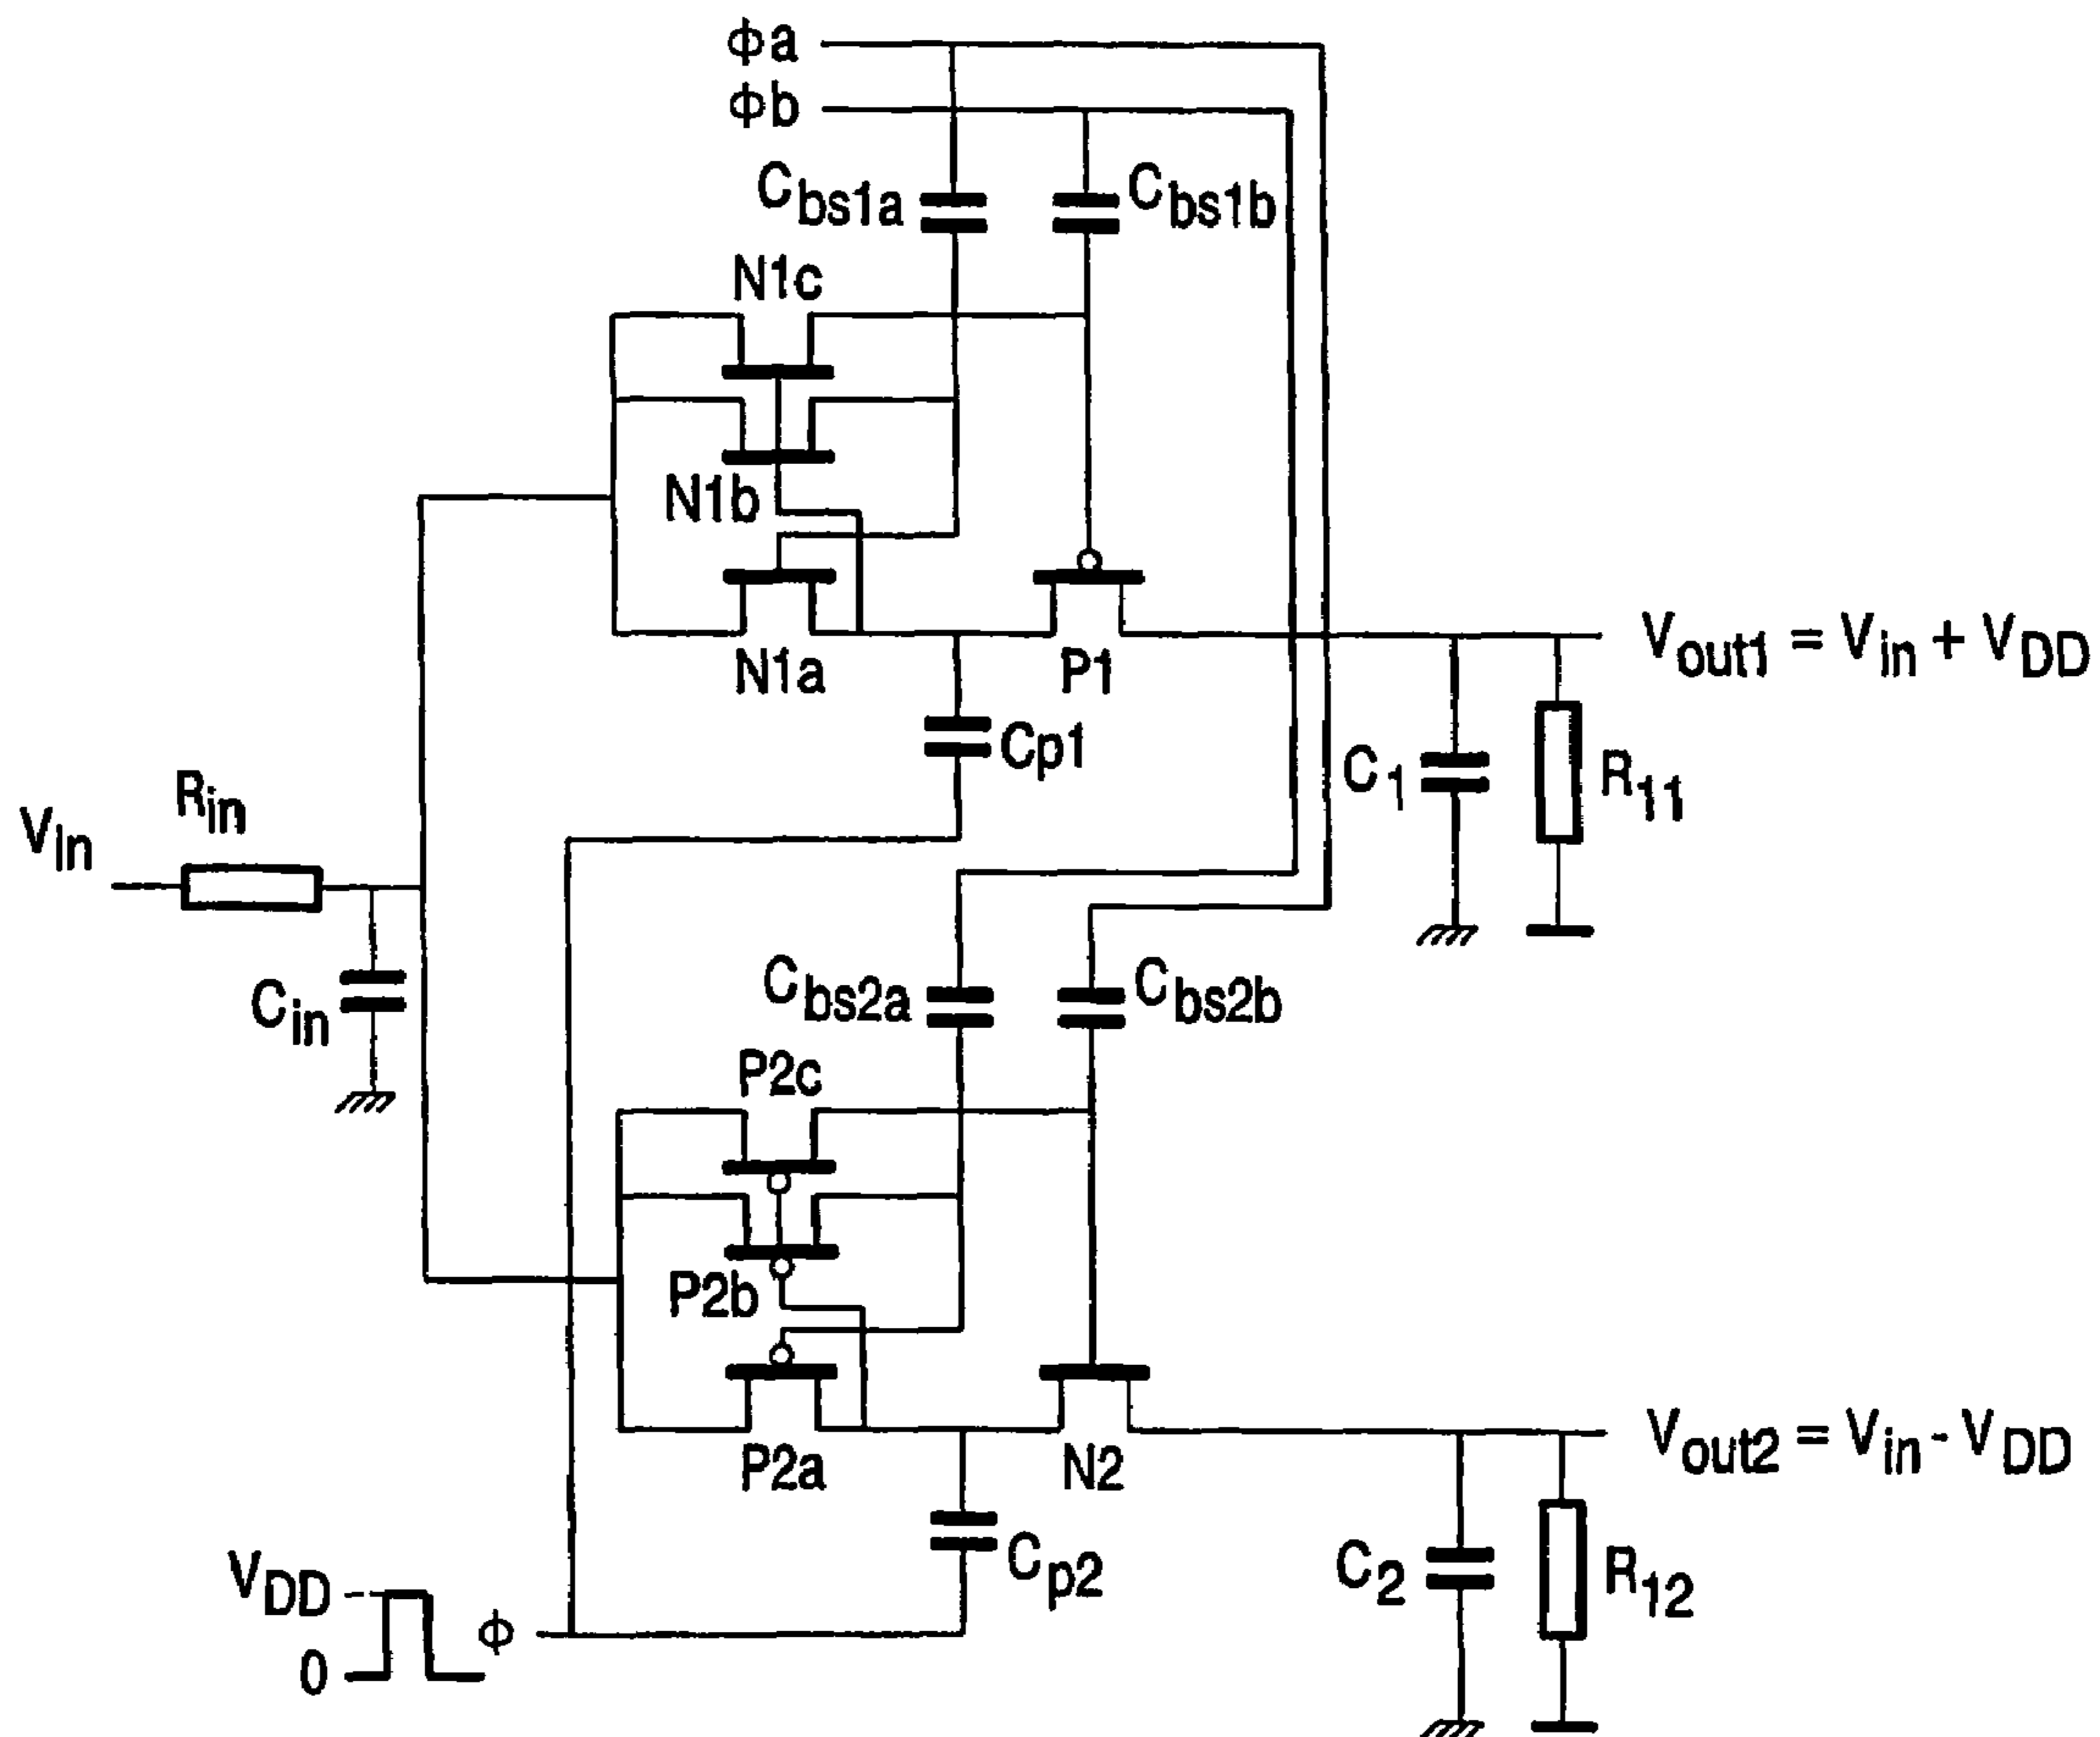 Φa
Φb
Cbs1a
Cbs1b
N1c
N1b
N1a
P1
Vout1 = Vin + VDD
Cp1
C1
R11
Rin
VIn
Cin
Cbs2a
Cbs2b
P2c
P2b
P2a
N2
Vout2 = Vin - VDD
Cp2
C2
R12
VDD
Φ
0